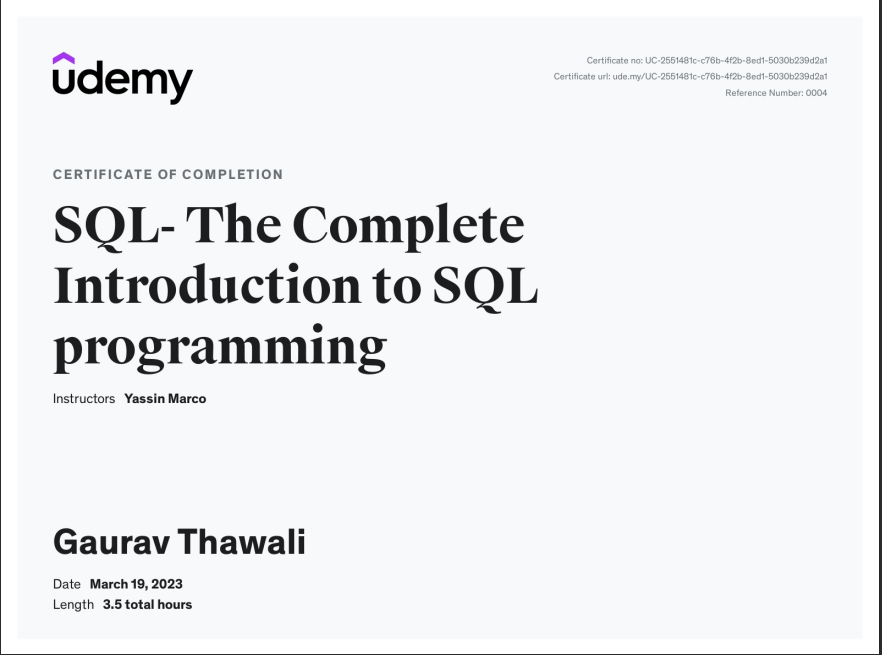 udemy
Certificate no: UC-2551481c-c76b-4f2b-8ed1-5030b239d2a1
Certificate url: ude.my/UC-2551481c-c76b-4f2b-8ed1-5030b239d2a1
Reference Number: 0004
CERTIFICATE OF COMPLETION
SQL- The Complete
Introduction to SQL
programming
Instructors Yassin Marco
Gaurav Thawali
Date March 19, 2023
Length 3.5 total hours